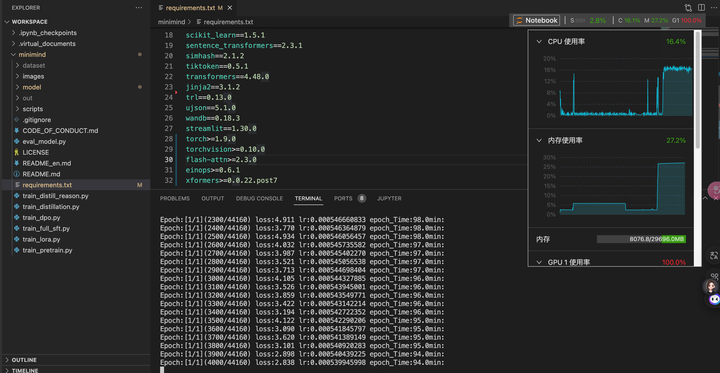 EXPLORER
WORKSPACE
.ipynb_checkpoints
.virtual_documents
minimind
dataset
images
model
out
scripts
.gitignore
CODE_OF_CONDUCT.md
eval_model.py
LICENSE
README_en.md
README.md
requirements.txt M
train_distill_reason.py
train_distillation.py
train_dpo.py
train_full_sft.py
train_lora.py
train_pretrain.py
OUTLINE
TIMELINE
requirements.txt M
minimind > requirements.txt
18 scikit_learn==1.5.1
19 sentence_transformers==2.3.1
20 simhash==2.1.2
21 tiktoken==0.5.1
22 transformers==4.48.0
23 jinja2==3.1.2
24 trl==0.13.0
25 ujson==5.1.0
26 wandb==0.18.3
27 streamlit==1.30.0
28 torch>=1.9.0
29 torchvision>=0.10.0
30 flash-attn>=2.3.0
31 einops>=0.6.1
32 xformers>=0.0.22.post7
Notebook
S 2.8% C 16.1% M 27.2% G1 100.0%
CPU 使用率 16.4%
20%
16%
12%
8%
4%
0%
内存使用率 27.2%
30%
25%
20%
15%
10%
5%
0%
内存
GPU 1 使用率 100.0%
PROBLEMS OUTPUT DEBUG CONSOLE TERMINAL PORTS 8 JUPYTER
Epoch:[1/1](2300/44160) loss:4.911 lr:0.000546660833 epoch_Time:98.0min:
Epoch:[1/1](2400/44160) loss:3.770 lr:0.000546364879 epoch_Time:98.0min:
Epoch:[1/1](2500/44160) loss:4.934 lr:0.000546056457 epoch_Time:98.0min:
Epoch:[1/1](2600/44160) loss:4.032 lr:0.000545735582 epoch_Time:97.0min:
Epoch:[1/1](2700/44160) loss:3.987 lr:0.000545402270 epoch_Time:97.0min:
Epoch:[1/1](2800/44160) loss:3.521 lr:0.000545056538 epoch_Time:97.0min:
Epoch:[1/1](2900/44160) loss:3.713 lr:0.000544698404 epoch_Time:97.0min:
Epoch:[1/1](3000/44160) loss:4.105 lr:0.000544327885 epoch_Time:96.0min:
Epoch:[1/1](3100/44160) loss:3.526 lr:0.000543945001 epoch_Time:96.0min:
Epoch:[1/1](3200/44160) loss:3.859 lr:0.000543549771 epoch_Time:96.0min:
Epoch:[1/1](3300/44160) loss:3.422 lr:0.000543142214 epoch_Time:96.0min:
Epoch:[1/1](3400/44160) loss:3.194 lr:0.000542722352 epoch_Time:96.0min:
Epoch:[1/1](3500/44160) loss:4.122 lr:0.000542290206 epoch_Time:95.0min:
Epoch:[1/1](3600/44160) loss:3.090 lr:0.000541845797 epoch_Time:95.0min:
Epoch:[1/1](3700/44160) loss:3.620 lr:0.000541389149 epoch_Time:95.0min:
Epoch:[1/1](3800/44160) loss:3.101 lr:0.000540920283 epoch_Time:95.0min:
Epoch:[1/1](3900/44160) loss:2.898 lr:0.000540439225 epoch_Time:94.0min:
Epoch:[1/1](4000/44160) loss:2.838 lr:0.000539945998 epoch_Time:94.0min: